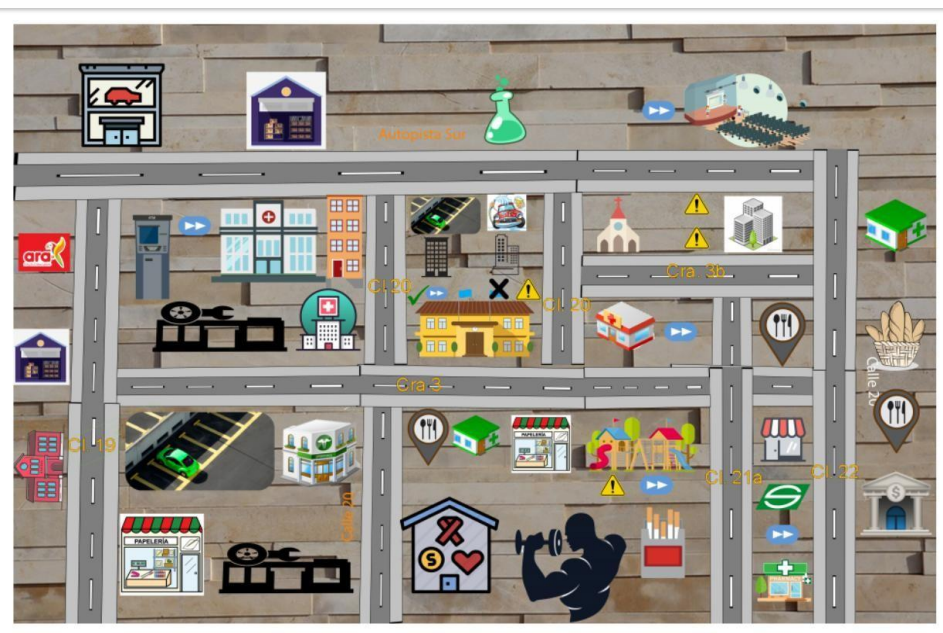 Autopista Sur
ara
Cra 3b
Cl 20
Cl 20
Calle 20
Cra 3
Cl 19
PAPELERÍA
Cl 21a
Cl 22
Calle 20
PAPELERÍA